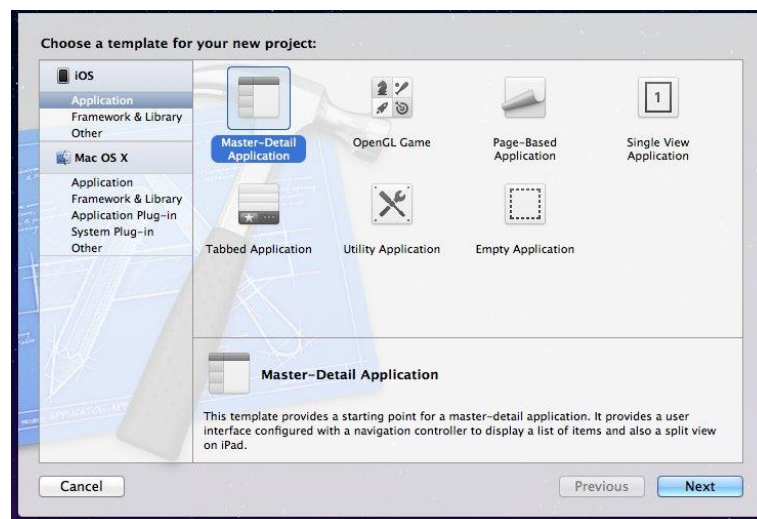 Choose a template for your new project:
iOS
Application
Framework & Library
Other
Mac OS X
Application
Framework & Library
Application Plug-in
System Plug-in
Other
Master-Detail
Application
OpenGL Game
Page-Based
Application
1
Single View
Application
Tabbed Application
Utility Application
Empty Application
Master-Detail Application
This template provides a starting point for a master-detail application. It provides a user
interface configured with a navigation controller to display a list of items and also a split view
on iPad.
Cancel
Previous
Next